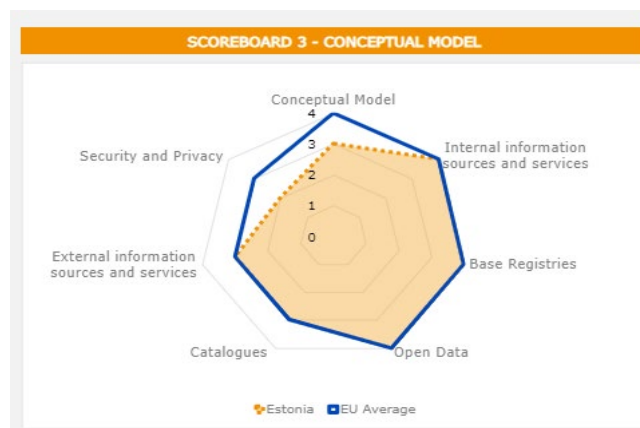 SCOREBOARD 3 - CONCEPTUAL MODEL
Conceptual Model
4
Internal information
sources and services
3
Security and Privacy
2
1
0
External information
sources and services
Base Registries
Catalogues
Open Data
Estonia
EU Average